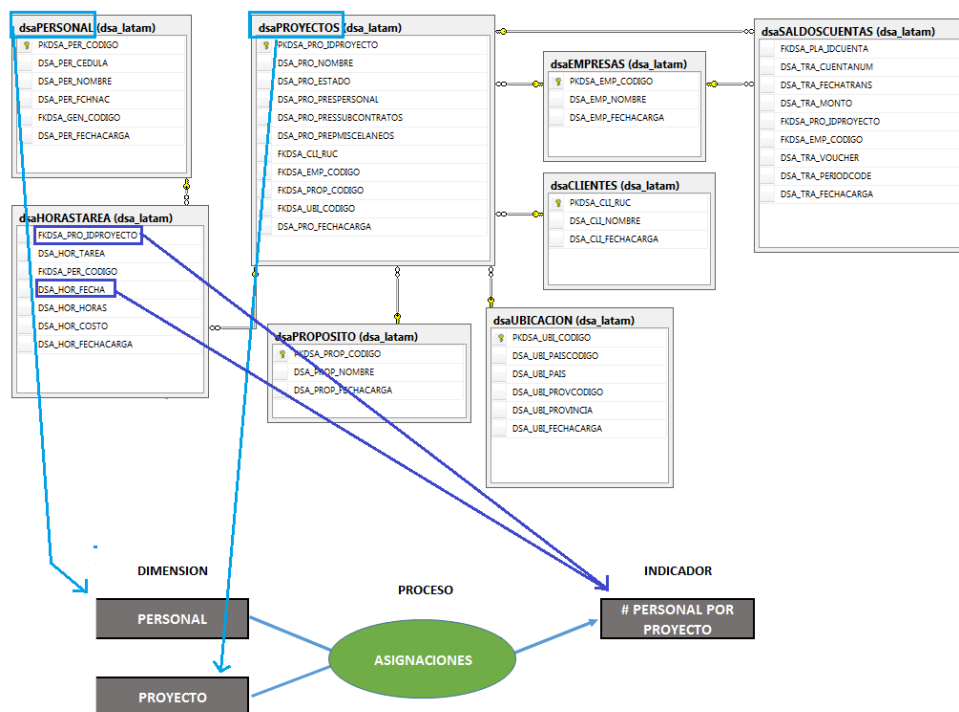 dsaPERSONAL (dsa_latam)
PKDSA_PER_CODIGO
DSA_PER_CEDULA
DSA_PER_NOMBRE
DSA_PER_FCHNAC
FKDSA_GEN_CODIGO
DSA_PER_FECHACARGA
dsaPROYECTOS (dsa_latam)
PKDSA_PRO_IDPROYECTO
DSA_PRO_NOMBRE
DSA_PRO_ESTADO
DSA_PRO_PRESPERSONAL
DSA_PRO_PRESSUBCONTRATOS
DSA_PRO_PREPMISCELANEOS
FKDSA_CLI_RUC
FKDSA_EMP_CODIGO
FKDSA_PROP_CODIGO
FKDSA_UBI_CODIGO
DSA_PRO_FECHACARGA
dsaEMPRESAS (dsa_latam)
PKDSA_EMP_CODIGO
DSA_EMP_NOMBRE
DSA_EMP_FECHACARGA
dsaSALDOSCUENTAS (dsa_latam)
FKDSA_PLA_IDCUENTA
DSA_TRA_CUENTANUM
DSA_TRA_FECHATRANS
DSA_TRA_MONTO
FKDSA_PRO_IDPROYECTO
FKDSA_EMP_CODIGO
DSA_TRA_VOUCHER
DSA_TRA_PERIODCODE
DSA_TRA_FECHACARGA
dsaCLIENTES (dsa_latam)
PKDSA_CLI_RUC
DSA_CLI_NOMBRE
DSA_CLI_FECHACARGA
dsaHORASTAREA (dsa_latam)
FKDSA_PRO_IDPROYECTO
DSA_HOR_TAREA
FKDSA_PER_CODIGO
DSA_HOR_FECHA
DSA_HOR_HORAS
DSA_HOR_COSTO
DSA_HOR_FECHACARGA
dsaPROPOSITO (dsa_latam)
PKDSA_PROP_CODIGO
DSA_PROP_NOMBRE
DSA_PROP_FECHACARGA
dsaUBICACION (dsa_latam)
PKDSA_UBI_CODIGO
DSA_UBI_PAISCODIGO
DSA_UBI_PAIS
DSA_UBI_PROVCODIGO
DSA_UBI_PROVINCIA
DSA_UBI_FECHACARGA
DIMENSION
PROCESO
INDICADOR
PERSONAL
PROYECTO
ASIGNACIONES
# PERSONAL POR
PROYECTO